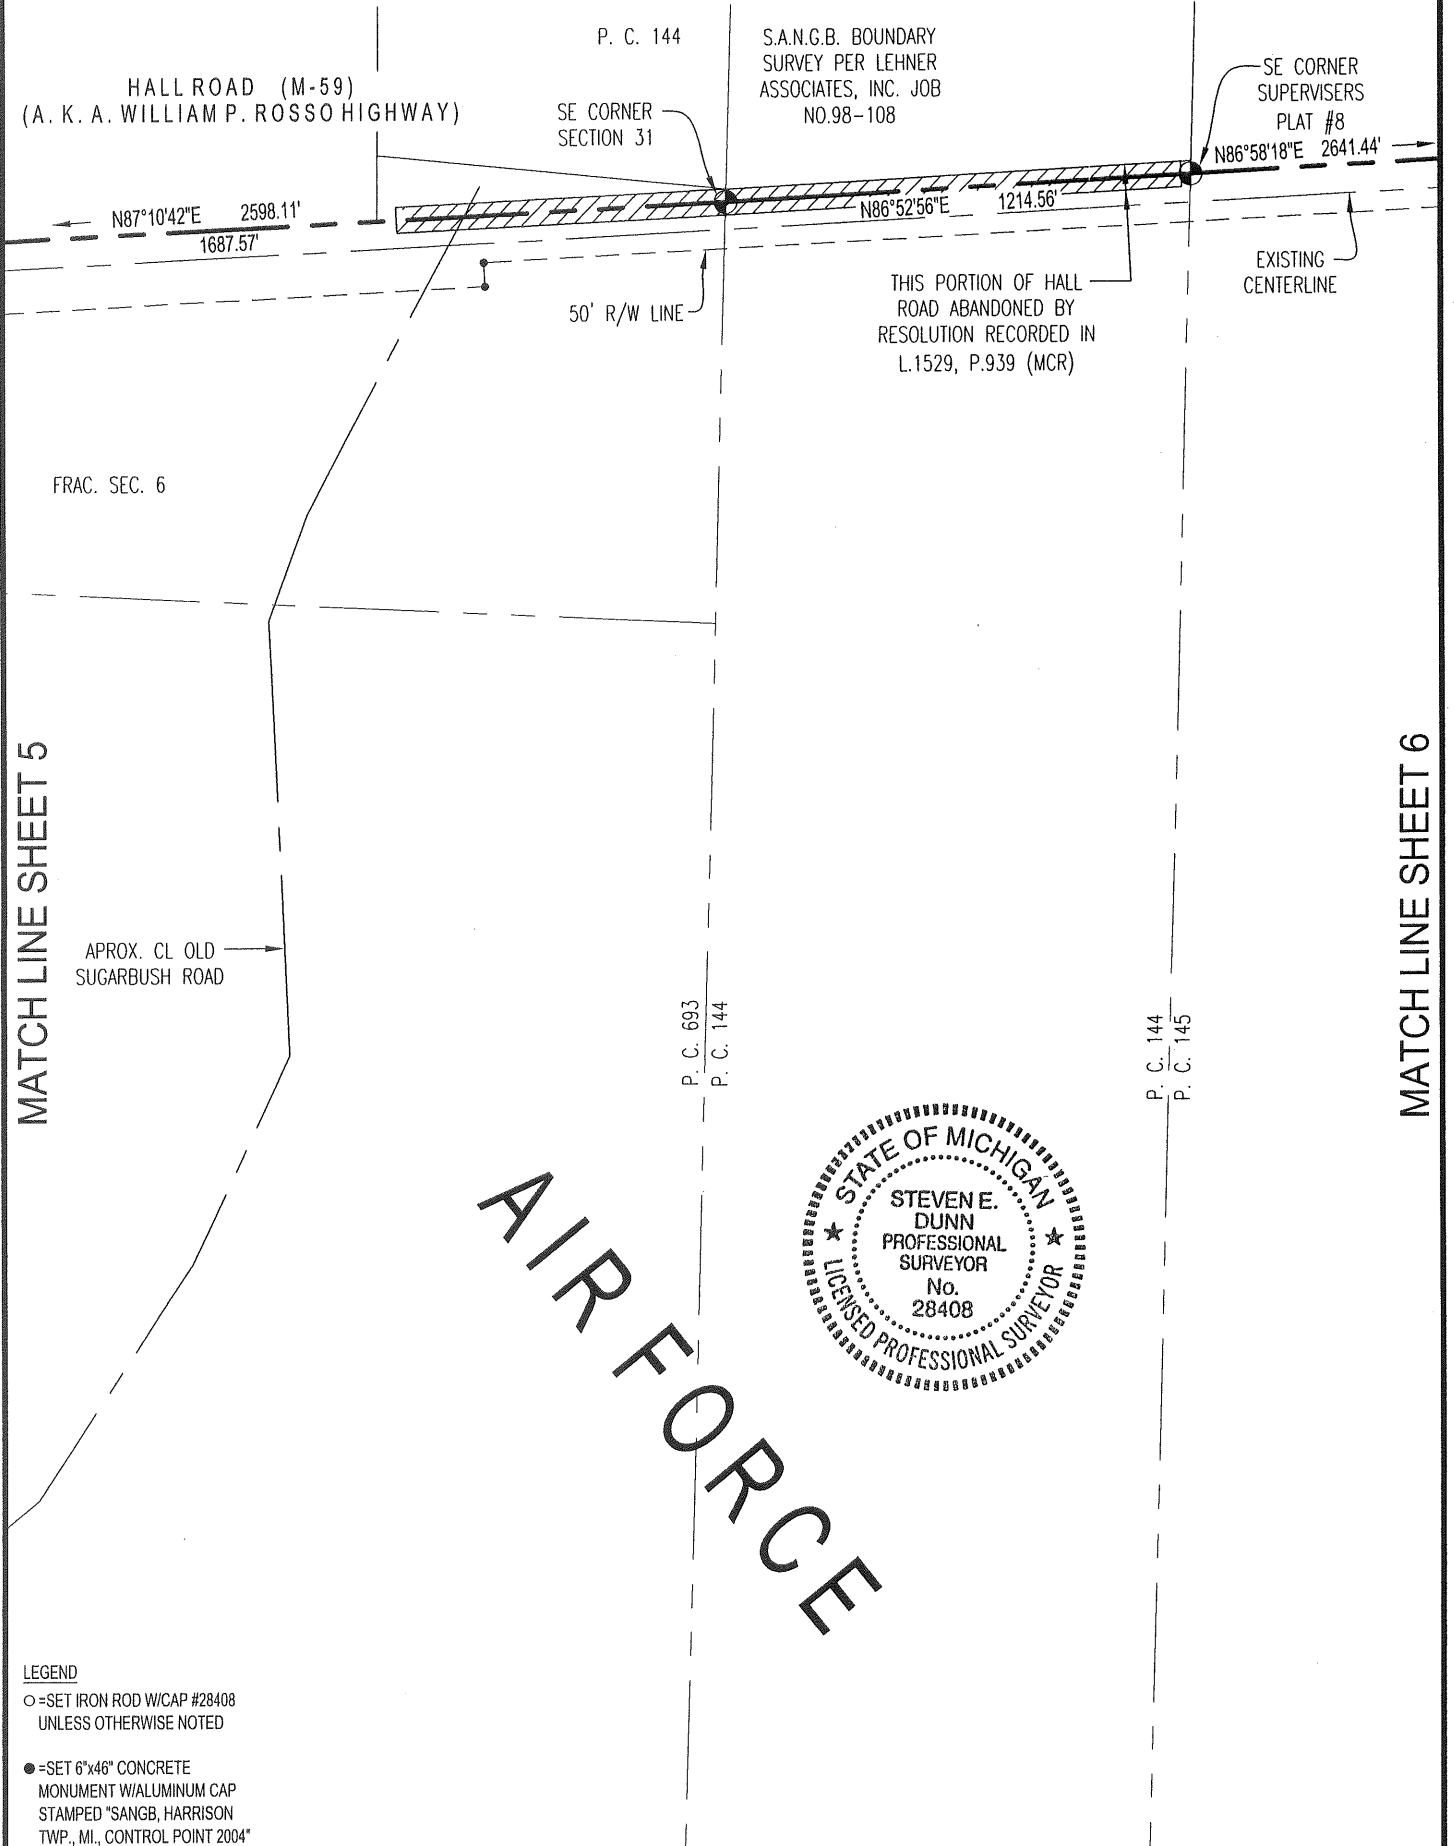 P. C. 144
S.A.N.G.B. BOUNDARY
SURVEY PER LEHNER
ASSOCIATES, INC. JOB
NO.98-108
HALL ROAD (M-59)
(A. K. A. WILLIAM P. ROSSO HIGHWAY)
SE CORNER
SECTION 31
SE CORNER
SUPERVISERS
PLAT #8
N86°58'18"E 2641.44'
N87°10'42"E 2598.11'
1687.57'
N86°52'56"E 1214.56'
50' R/W LINE
THIS PORTION OF HALL
ROAD ABANDONED BY
RESOLUTION RECORDED IN
L.1529, P.939 (MCR)
EXISTING
CENTERLINE
FRAC. SEC. 6
MATCH LINE SHEET 5
MATCH LINE SHEET 6
APROX. CL OLD
SUGARBUSH ROAD
P. C. 693
P. C. 144
P. C. 144
P. C. 145
STATE OF MICHIGAN
STEVEN E.
DUNN
PROFESSIONAL
SURVEYOR
No.
28408
LICENSED PROFESSIONAL SURVEYOR
AIR FORCE
LEGEND
○=SET IRON ROD W/CAP #28408
UNLESS OTHERWISE NOTED
●=SET 6"x46" CONCRETE
MONUMENT W/ALUMINUM CAP
STAMPED "SANGB, HARRISON
TWP., MI., CONTROL POINT 2004"